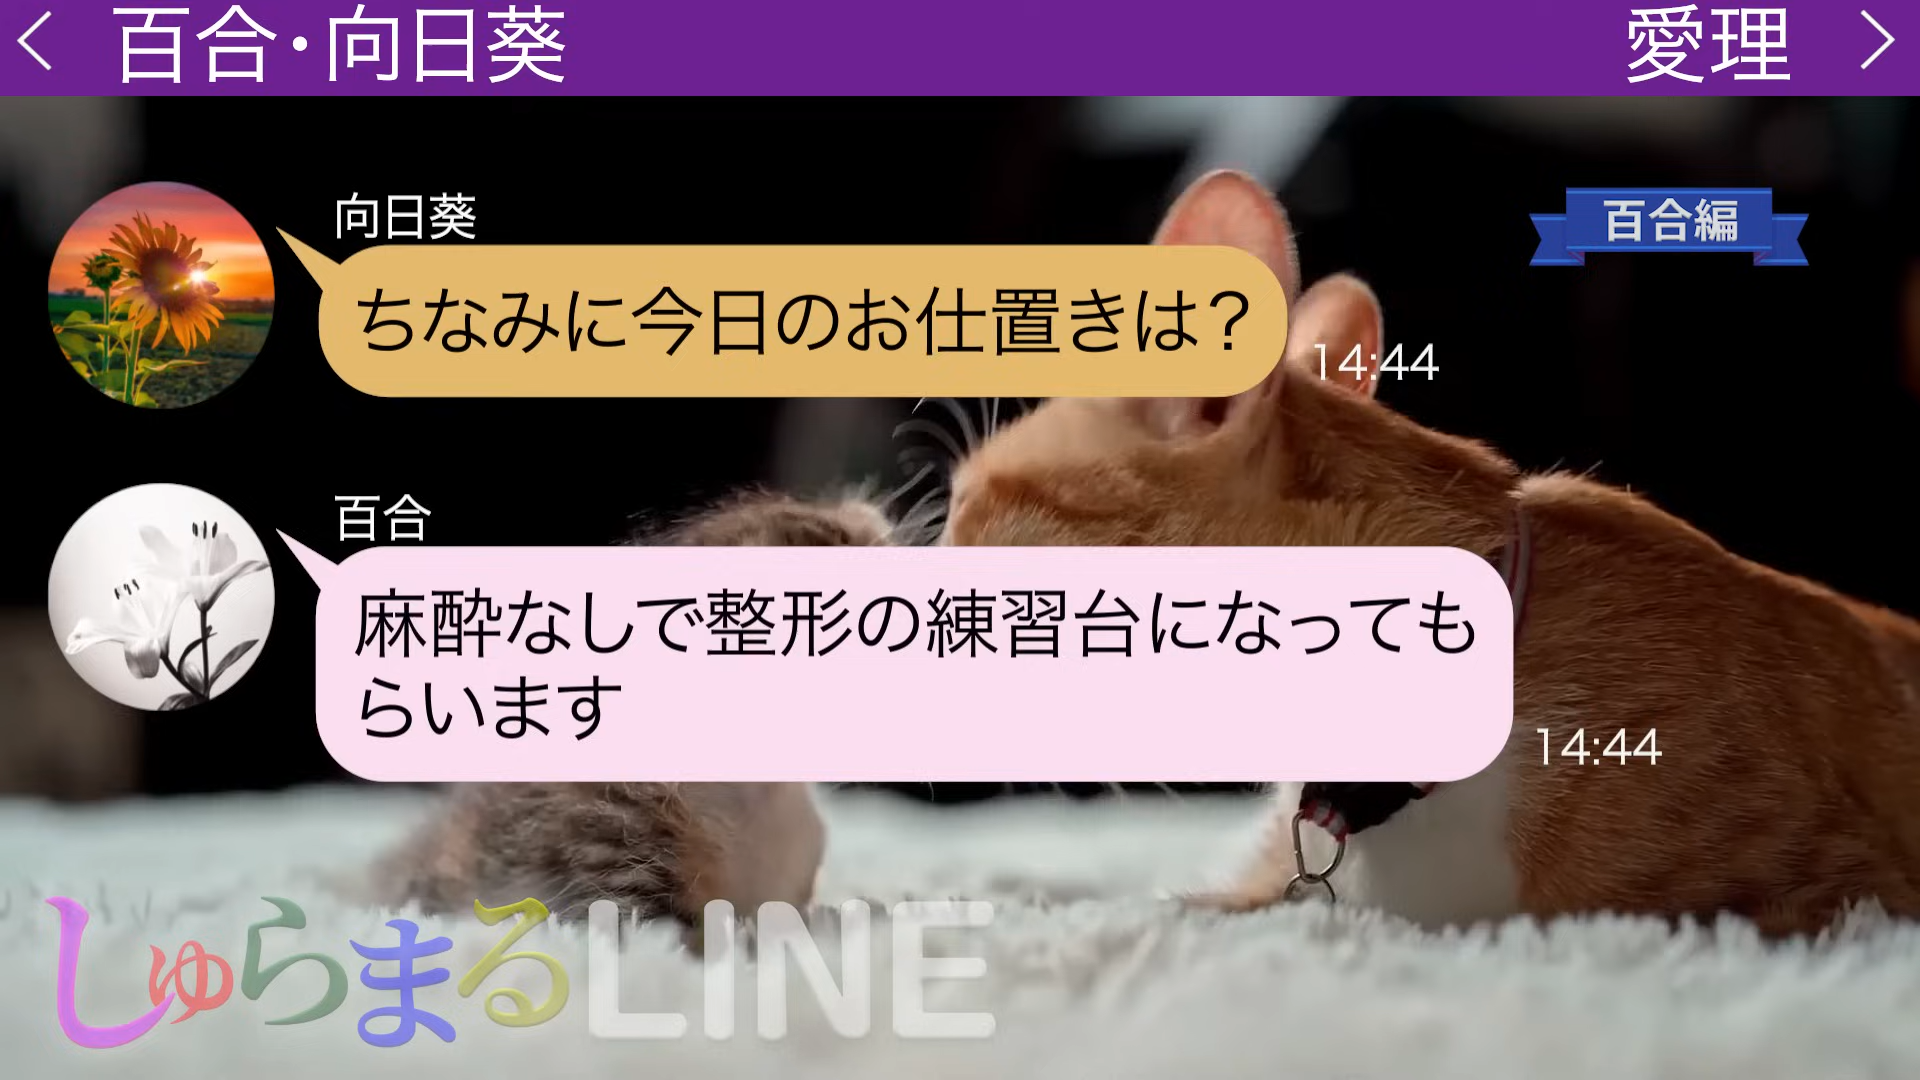 百合・向日葵
愛理
百合編
向日葵
ちなみに今日のお仕置きは？
14:44
百合
麻酔なしで整形の練習台になっても
らいます
14:44
しゅらまるLINE